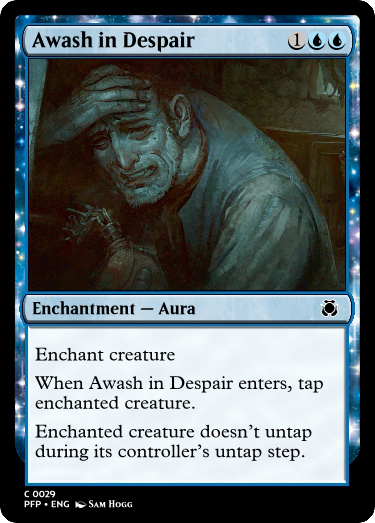 Awash in Despair 1
Enchantment — Aura
Enchant creature
When Awash in Despair enters, tap
enchanted creature.
Enchanted creature doesn't untap
during its controller's untap step.
C 0029
PFP • ENG Sam Hogg